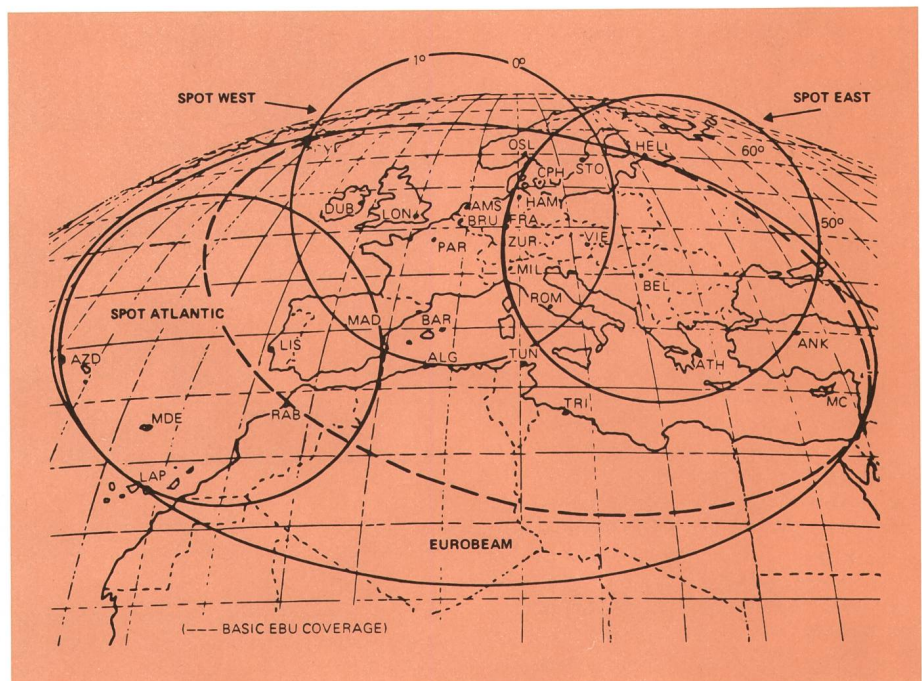 1° 0°
SPOT WEST
SPOT EAST
OSL
HELI
60°
STO
CPH
DUB
LON
AMS
HAM
BRU
FRA
50°
PAR
ZUR
VIE
MIL
BEL
ROM
SPOT ATLANTIC
MAD
BAR
LIS
ANK
AZD
ALG
TUN
ATH
MDE
RAB
TRI
MC
LAP
EUROBEAM
(---- BASIC EBU COVERAGE)